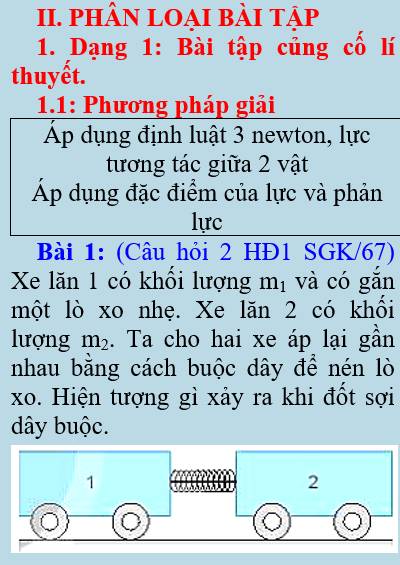 II. PHÂN LOẠI BÀI TẬP
1. Dạng 1: Bài tập củng cố lí
thuyết.
1.1: Phương pháp giải
Áp dụng định luật 3 newton, lực
tương tác giữa 2 vật
Áp dụng đặc điểm của lực và phản
lực
Bài 1: (Câu hỏi 2 HĐ1 SGK/67)
Xe lăn 1 có khối lượng m₁ và có gắn
một lò xo nhẹ. Xe lăn 2 có khối
lượng m₂. Ta cho hai xe áp lại gần
nhau bằng cách buộc dây để nén lò
xo. Hiện tượng gì xảy ra khi đốt sợi
dây buộc.
1 2